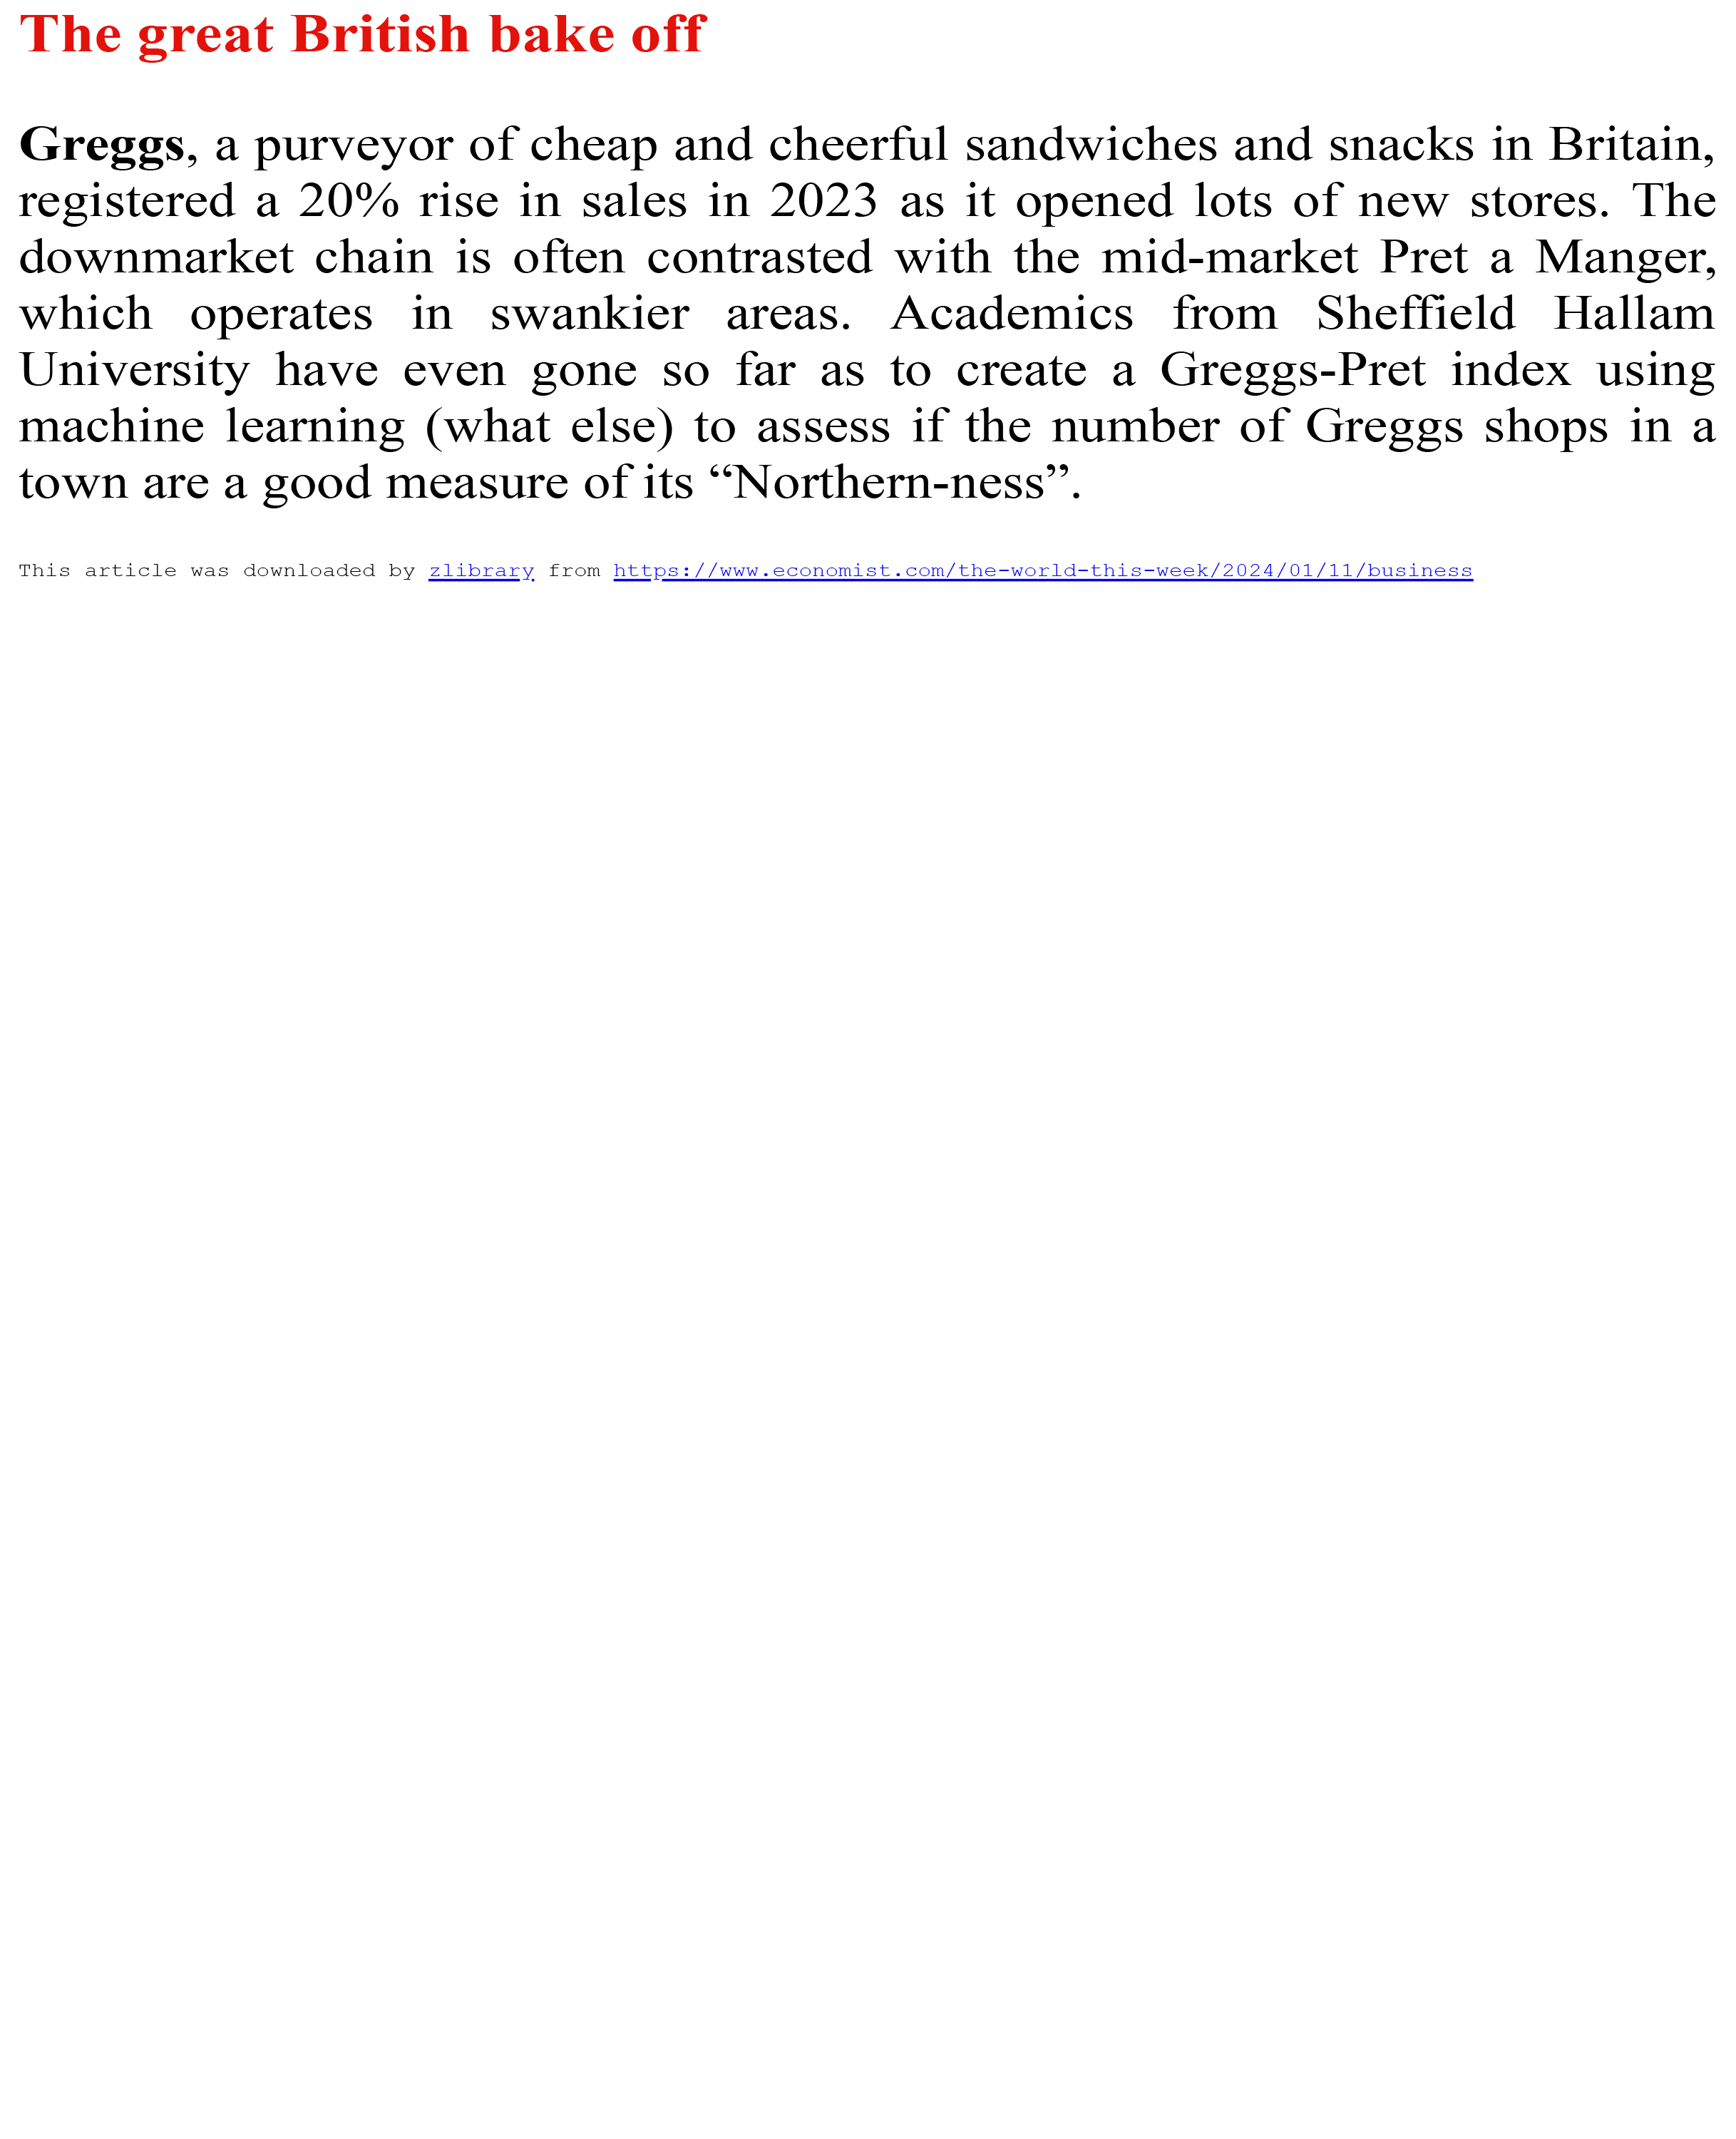 The great British bake off
Greggs, a purveyor of cheap and cheerful sandwiches and snacks in Britain,
registered a 20% rise in sales in 2023 as it opened lots of new stores. The
downmarket chain is often contrasted with the mid-market Pret a Manger,
which operates in swankier areas. Academics from Sheffield Hallam
University have even gone so far as to create a Greggs-Pret index using
machine learning (what else) to assess if the number of Greggs shops in a
town are a good measure of its “Northern-ness”.
This article was downloaded by zlibrary from https://www.economist.com/the-world-this-week/2024/01/11/business